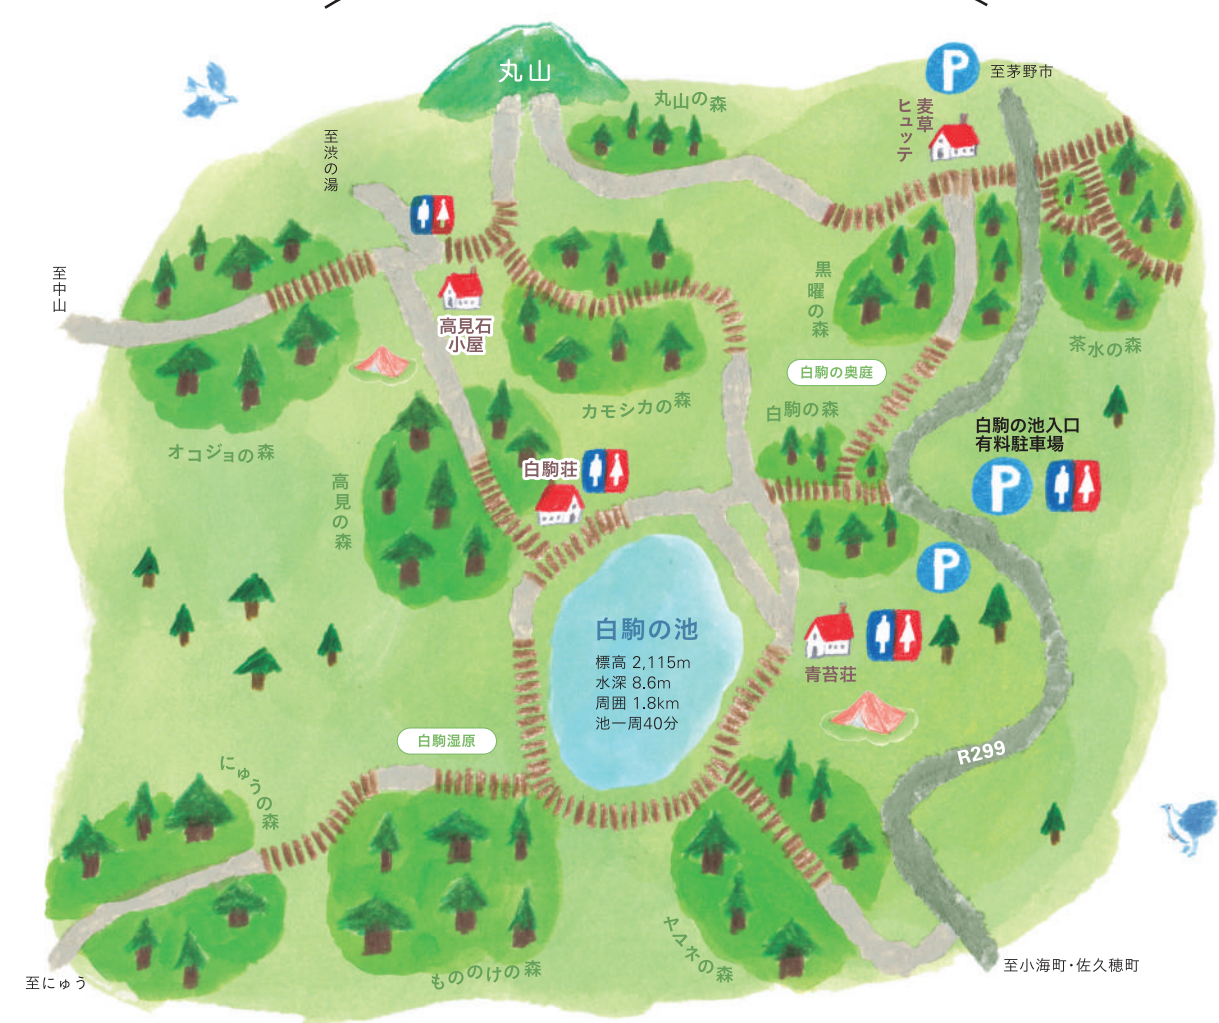 丸山
丸山の森
P
至茅野市
麦草
ヒュッテ
至渋の湯
至中山
高見石
小屋
黒曜の森
茶水の森
白駒の奥庭
カモシカの森
白駒の森
オコジョの森
白駒の池入口
有料駐車場
P
高見の森
白駒荘
P
白駒の池
標高 2,115m
水深 8.6m
周囲 1.8km
池一周40分
青苔荘
白駒湿原
R299
にゅうの森
ヤマネの森
もののけの森
至にゅう
至小海町・佐久穂町